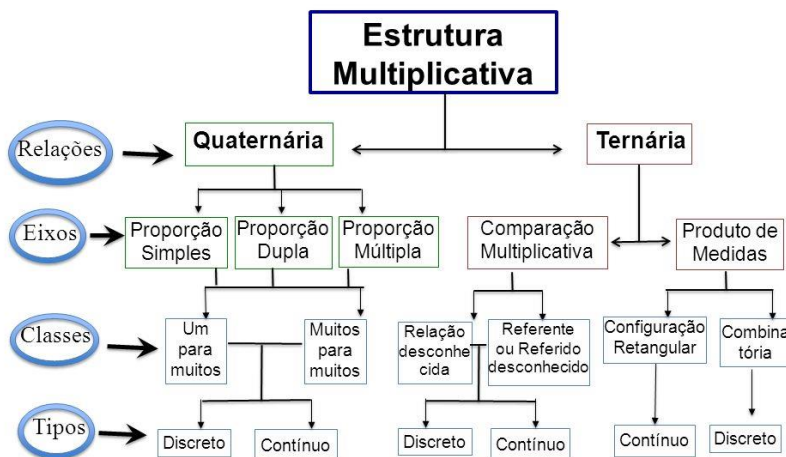 Estrutura
Multiplicativa
Relações
Quaternária
Ternária
Eixos
Proporção
Simples
Proporção
Dupla
Proporção
Múltipla
Comparação
Multiplicativa
Produto de
Medidas
Classes
Um
para
muitos
Muitos
para
muitos
Relação
desconhe
cida
Referente
ou Referido
desconhecido
Configuração
Retangular
Combina
tória
Tipos
Discreto
Contínuo
Discreto
Contínuo
Contínuo
Discreto